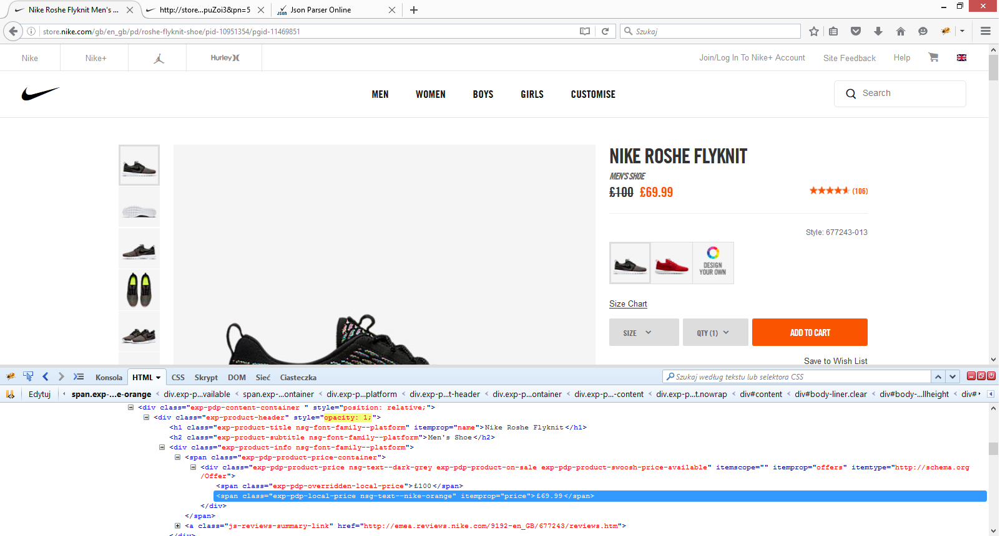 Nike Roshe Flyknit Men's ...
http://store...puZoi3&pn=5
Json Parser Online
store.nike.com/gb/en_gb/pd/roshe-flyknit-shoe/pid-10951354/pgid-11469851
Szukaj
Nike
Nike+
Hurley
Join/Log In To Nike+ Account
Site Feedback
Help
MEN
WOMEN
BOYS
GIRLS
CUSTOMISE
Search
NIKE ROSHE FLYKNIT
MEN'S SHOE
£100 £69.99
(106)
Style: 677243-013
DESIGN
YOUR OWN
Size Chart
SIZE
QTY (1)
ADD TO CART
Save to Wish List
Konsola
HTML
CSS
Skrypt
DOM
Sieć
Ciasteczka
Szukaj według tekstu lub selektora CSS
Edytuj
span.exp-...e-orange < div.exp-p...vailable < span.exp-...ontainer < div.exp-p...platform < div.exp-p...t-header < div.exp-p...ontainer < div.exp-p...-content < div.exp-p...t.nowrap < div#content < div#body-liner.clear < div#body-...llheight < div#
<div class="exp-pdp-content-container " style="position: relative;">
<div class="exp-product-header" style="opacity: 1;">
<h1 class="exp-product-title nsg-font-family--platform" itemprop="name">Nike Roshe Flyknit</h1>
<h2 class="exp-product-subtitle nsg-font-family--platform">Men's Shoe</h2>
<div class="exp-product-info nsg-font-family--platform">
<span class="exp-pdp-product-price-container">
<div class="exp-pdp-product-price nsg-text--dark-grey exp-pdp-product-on-sale exp-pdp-product-swoosh-price-available" itemscope="" itemprop="offers" itemtype="http://schema.org
/Offer">
<span class="exp-pdp-overridden-local-price">£100</span>
<span class="exp-pdp-local-price nsg-text--nike-orange" itemprop="price">£69.99</span>
</div>
</span>
<a class="js-reviews-summary-link" href="http://emea.reviews.nike.com/9192-en_GB/677243/reviews.htm">
</div>